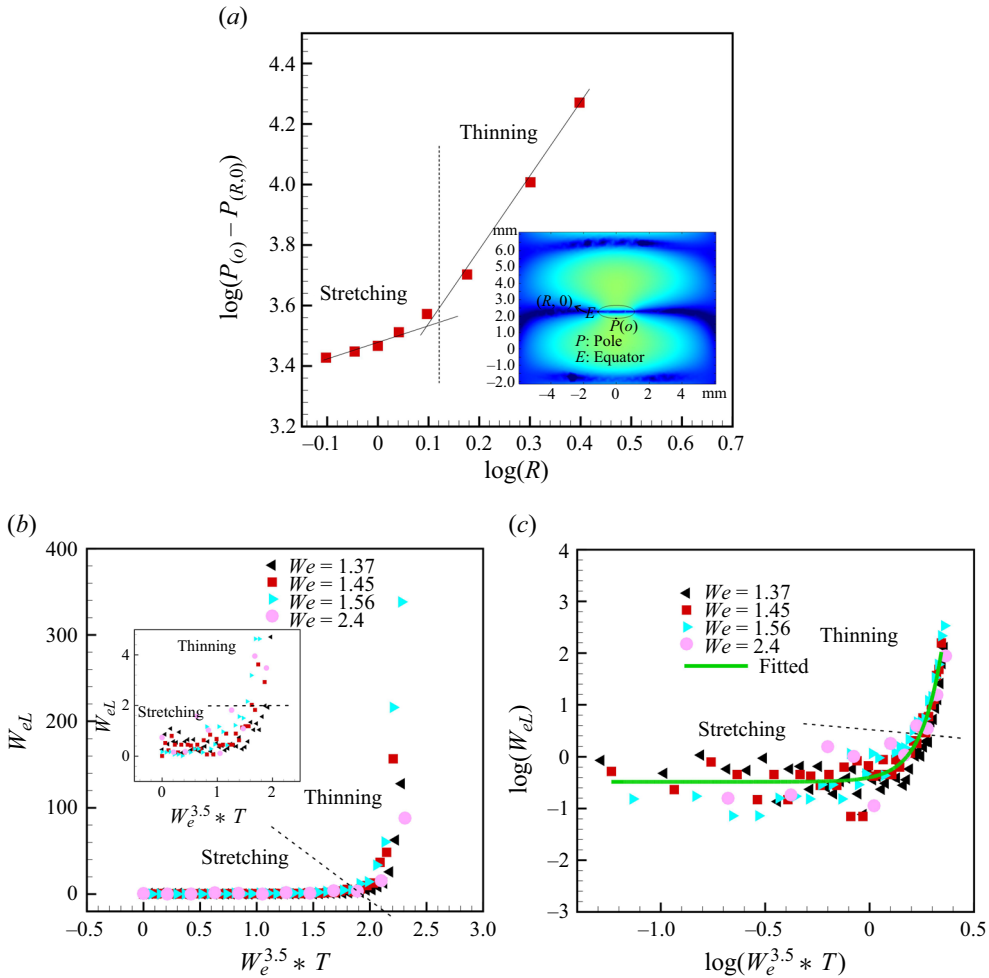 (a)
4.4
4.2
4.0
3.8
3.6
3.4
3.2
log(P(o) − P(R,0))
Thinning
Stretching
mm
6.0
5.0
4.0
3.0
2.0
1.0
0
−1.0
−2.0
(R, 0)
E
P(o)
P: Pole
E: Equator
−4 −2 0 2 4 mm
−0.1 0 0.1 0.2 0.3 0.4 0.5 0.6 0.7
log(R)
(b)
400
300
200
100
0
WeL
We = 1.37
We = 1.45
We = 1.56
We = 2.4
4
2
0
WeL
Thinning
Stretching
0 1 2
We^3.5 * T
Thinning
Stretching
−0.5 0 0.5 1.0 1.5 2.0 2.5 3.0
We^3.5 * T
(c)
4
3
2
1
0
−1
−2
−3
log(WeL)
We = 1.37
We = 1.45
We = 1.56
We = 2.4
Fitted
Thinning
Stretching
−1.0 −0.5 0 0.5
log(We^3.5 * T)